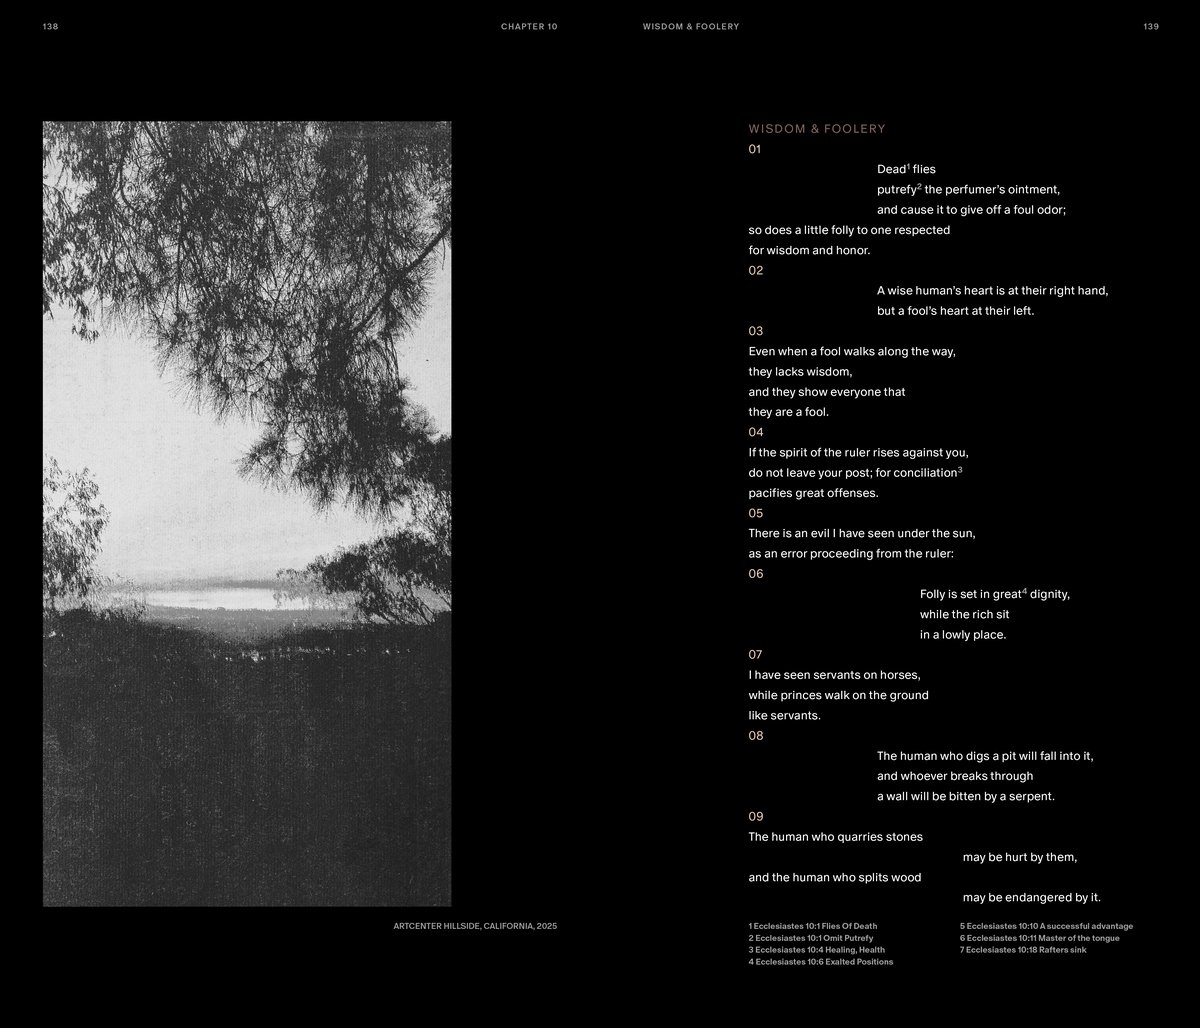 138
CHAPTER 10
WISDOM & FOOLERY
139
ARTCENTER HILLSIDE, CALIFORNIA, 2025
WISDOM & FOOLERY
01
Dead¹ flies
putrefy² the perfumer’s ointment,
and cause it to give off a foul odor;
so does a little folly to one respected
for wisdom and honor.
02
A wise human’s heart is at their right hand,
but a fool’s heart at their left.
03
Even when a fool walks along the way,
they lacks wisdom,
and they show everyone that
they are a fool.
04
If the spirit of the ruler rises against you,
do not leave your post; for conciliation³
pacifies great offenses.
05
There is an evil I have seen under the sun,
as an error proceeding from the ruler:
06
Folly is set in great⁴ dignity,
while the rich sit
in a lowly place.
07
I have seen servants on horses,
while princes walk on the ground
like servants.
08
The human who digs a pit will fall into it,
and whoever breaks through
a wall will be bitten by a serpent.
09
The human who quarries stones
may be hurt by them,
and the human who splits wood
may be endangered by it.
1 Ecclesiastes 10:1 Flies Of Death
2 Ecclesiastes 10:1 Omit Putrefy
3 Ecclesiastes 10:4 Healing, Health
4 Ecclesiastes 10:6 Exalted Positions
5 Ecclesiastes 10:10 A successful advantage
6 Ecclesiastes 10:11 Master of the tongue
7 Ecclesiastes 10:18 Rafters sink